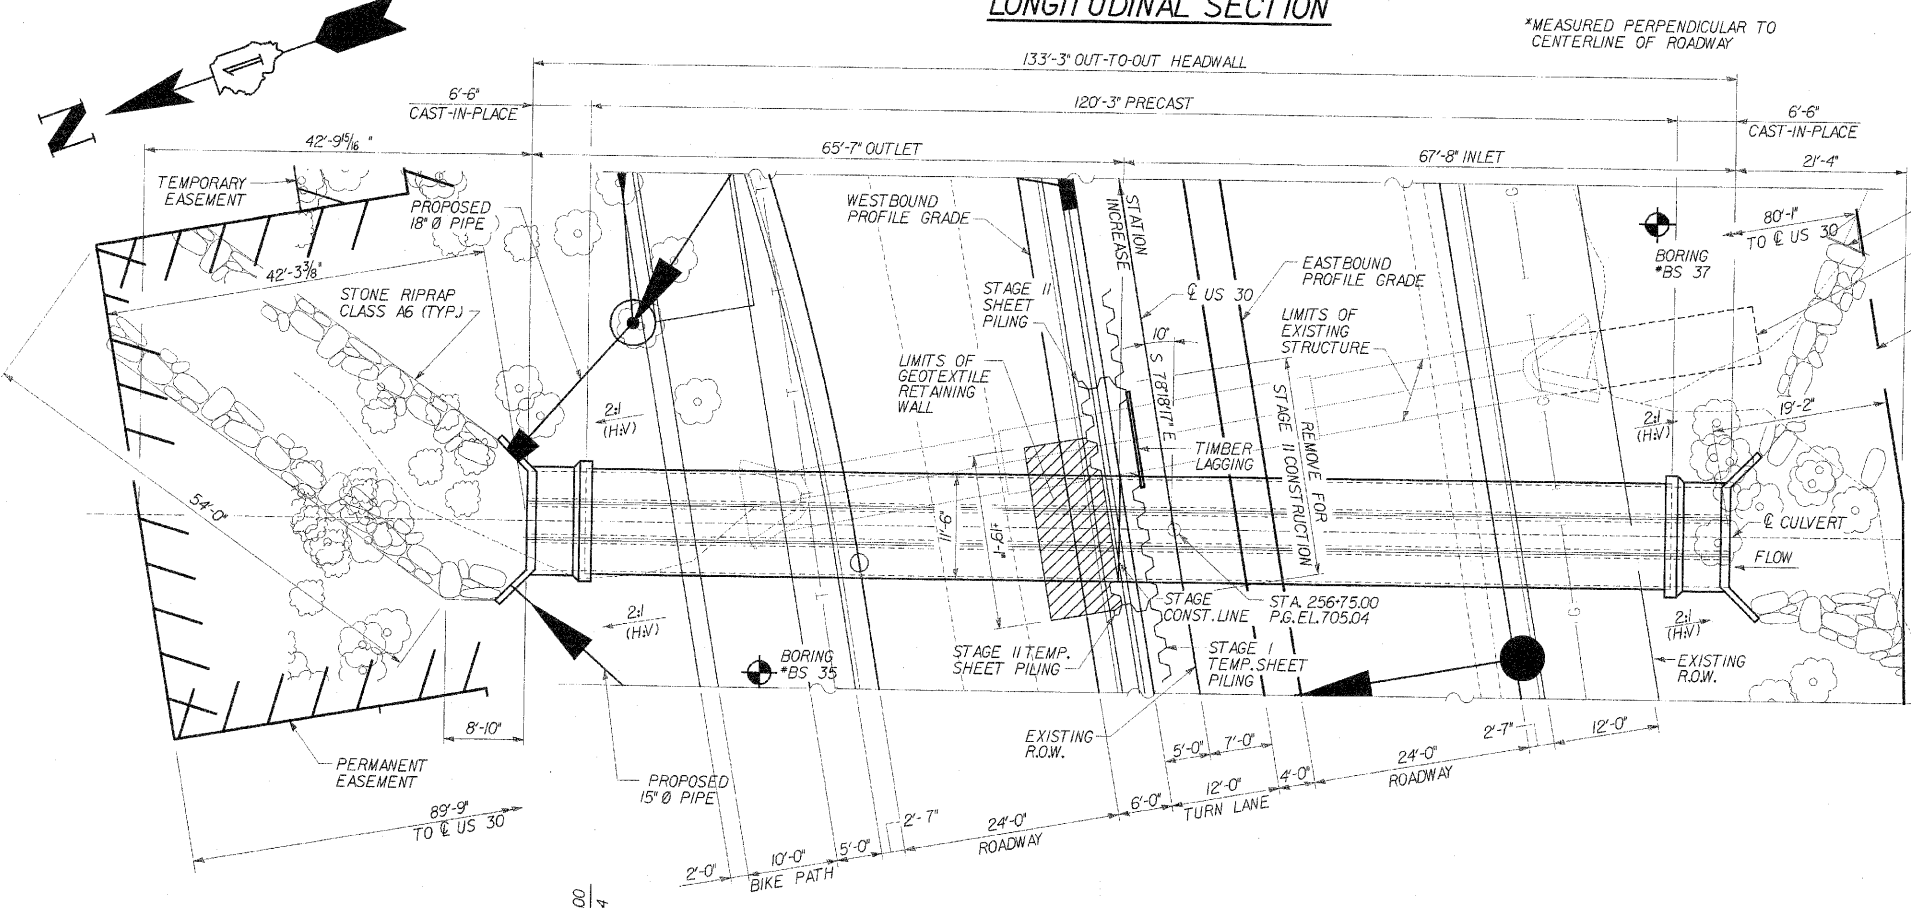 LONGITUDINAL SECTION
*MEASURED PERPENDICULAR TO
CENTERLINE OF ROADWAY
N
133'-3" OUT-TO-OUT HEADWALL
6'-6"
CAST-IN-PLACE
120'-3" PRECAST
6'-6"
CAST-IN-PLACE
42'-9 15/16"
65'-7" OUTLET
67'-8" INLET
21'-4"
TEMPORARY
EASEMENT
PROPOSED
18" Ø PIPE
WESTBOUND
PROFILE GRADE
STATION
INCREASE
80'-1"
TO ℄ US 30
BORING
*BS 37
42'-3⅜"
STONE RIPRAP
CLASS A6 (TYP.)
STAGE II
SHEET
PILING
EASTBOUND
PROFILE GRADE
℄ US 30
LIMITS OF
EXISTING
STRUCTURE
10"
S 78°18'17" E
LIMITS OF
GEOTEXTILE
RETAINING
WALL
REMOVE FOR
STAGE II CONSTRUCTION
2:1
(H:V)
2:1
(H:V)
19'-2"
TIMBER
LAGGING
54'-0"
11'-9"
*19'-1"
℄ CULVERT
FLOW
2:1
(H:V)
STAGE
CONST. LINE
STA. 256+75.00
P.G. EL. 705.04
2:1
(H:V)
BORING
*BS 35
STAGE II TEMP.
SHEET PILING
STAGE I
TEMP. SHEET
PILING
EXISTING
R.O.W.
8'-10"
PERMANENT
EASEMENT
PROPOSED
15" Ø PIPE
EXISTING
R.O.W.
5'-0"
7'-0"
2'-7"
12'-0"
24'-0"
ROADWAY
4'-0"
12'-0"
TURN LANE
6'-0"
89'-9"
TO ℄ US 30
2'-7"
24'-0"
ROADWAY
5'-0"
10'-0"
BIKE PATH
2'-0"
T
T
G
G
G
00
4